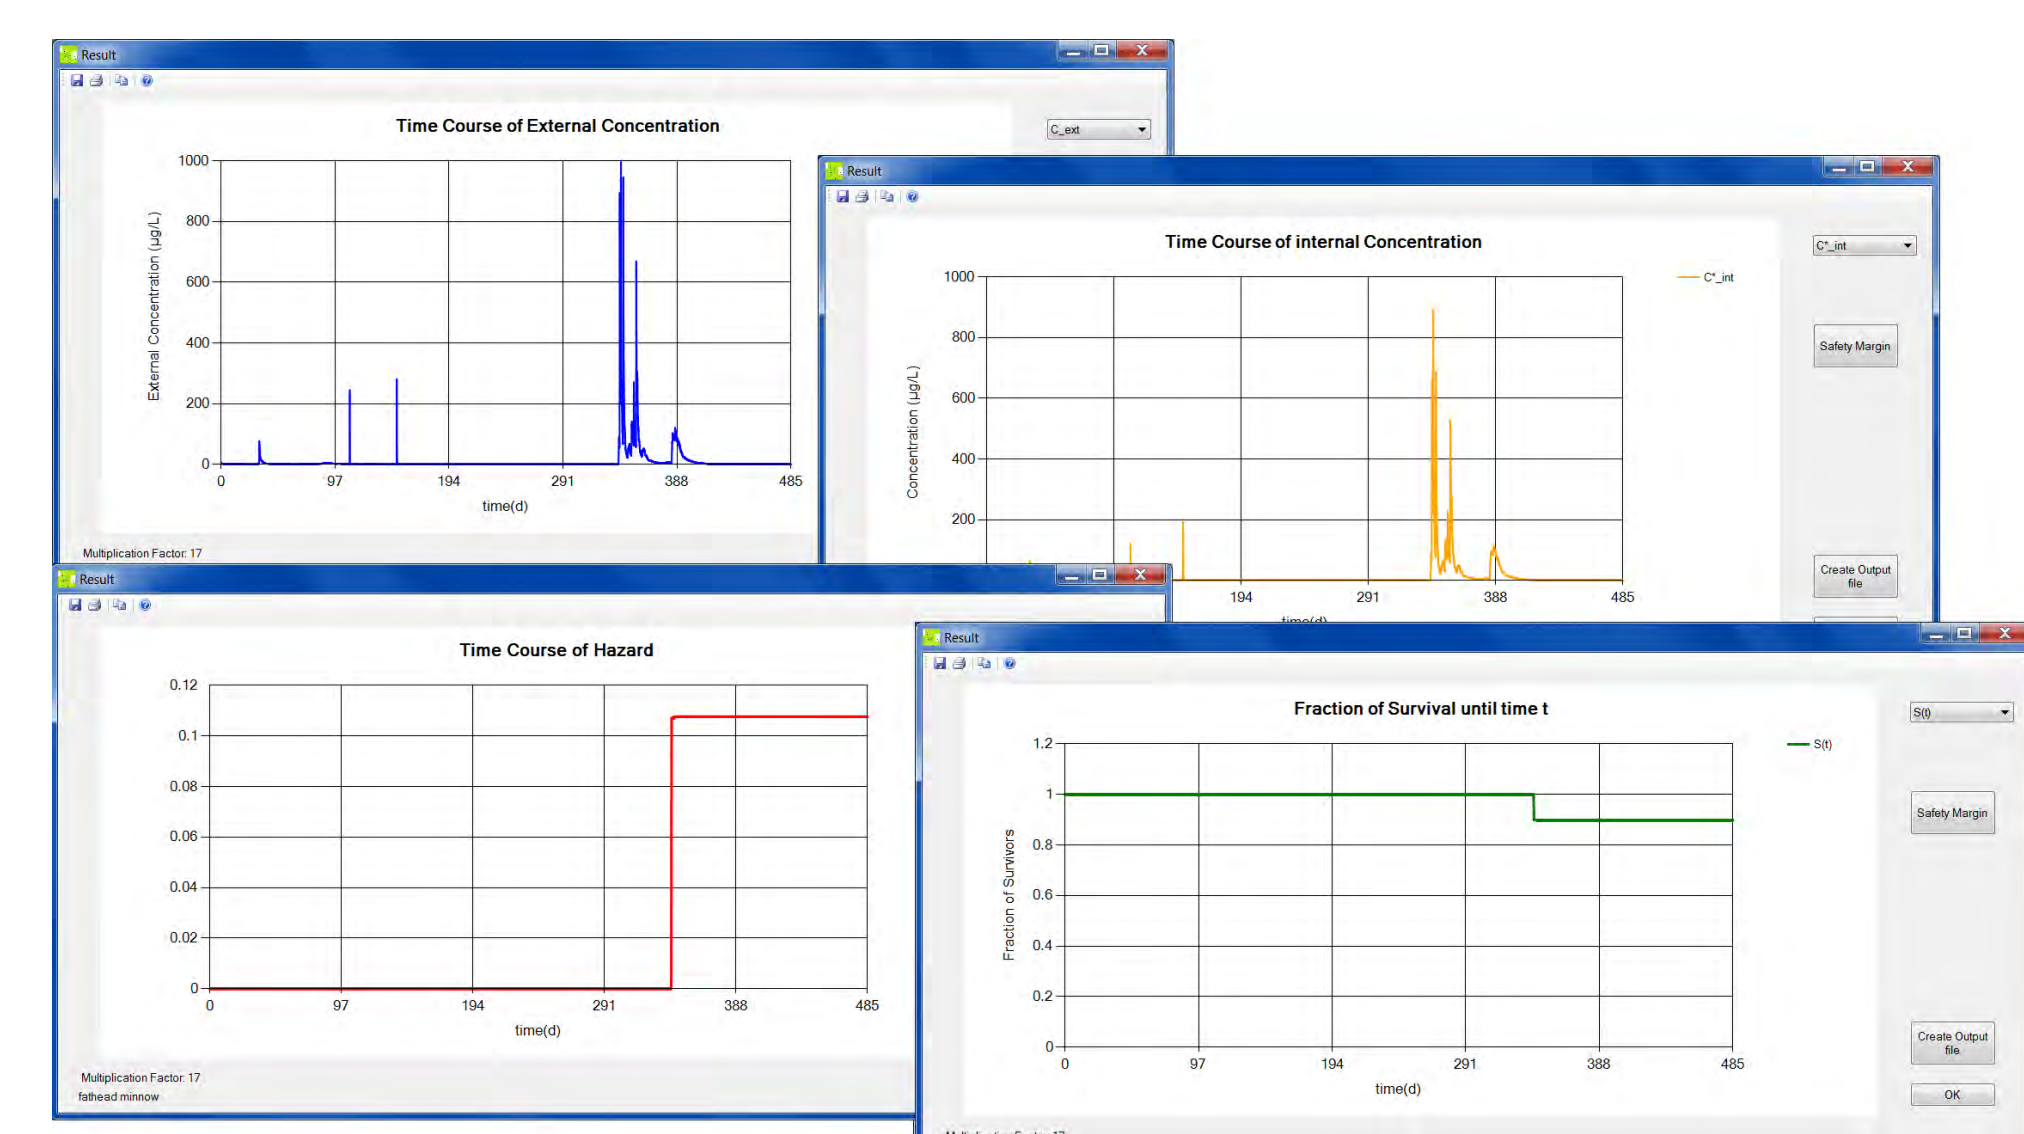 Result
Time Course of External Concentration
C_ext
1000
800
600
400
200
0
External Concentration (µg/L)
0 97 194 291 388 485
time(d)
Multiplication Factor: 17
Result
Time Course of internal Concentration
C*_int
C*_int
1000
800
600
400
200
Concentration (µg/L)
194 291 388 485
time(d)
Safety Margin
Create Output
file
Result
Time Course of Hazard
0.12
0.1
0.08
0.06
0.04
0.02
0
0 97 194 291 388 485
time(d)
Multiplication Factor: 17
fathead minnow
Result
Fraction of Survival until time t
S(t)
S(t)
1.2
1
0.8
0.6
0.4
0.2
0
Fraction of Survivors
0 97 194 291 388 485
time(d)
Safety Margin
Create Output
file
OK